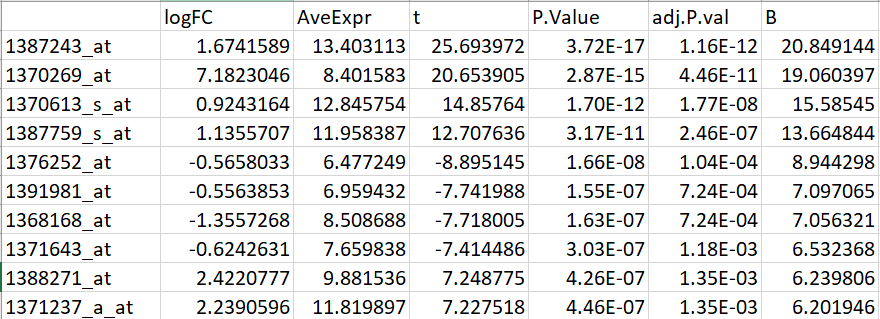 logFC AveExpr t P.Value adj.P.val B
1387243_at 1.6741589 13.403113 25.693972 3.72E-17 1.16E-12 20.849144
1370269_at 7.1823046 8.401583 20.653905 2.87E-15 4.46E-11 19.060397
1370613_s_at 0.9243164 12.845754 14.85764 1.70E-12 1.77E-08 15.58545
1387759_s_at 1.1355707 11.958387 12.707636 3.17E-11 2.46E-07 13.664844
1376252_at -0.5658033 6.477249 -8.895145 1.66E-08 1.04E-04 8.944298
1391981_at -0.5563853 6.959432 -7.741988 1.55E-07 7.24E-04 7.097065
1368168_at -1.3557268 8.508688 -7.718005 1.63E-07 7.24E-04 7.056321
1371643_at -0.6242631 7.659838 -7.414486 3.03E-07 1.18E-03 6.532368
1388271_at 2.4220777 9.881536 7.248775 4.26E-07 1.35E-03 6.239806
1371237_a_at 2.2390596 11.819897 7.227518 4.46E-07 1.35E-03 6.201946